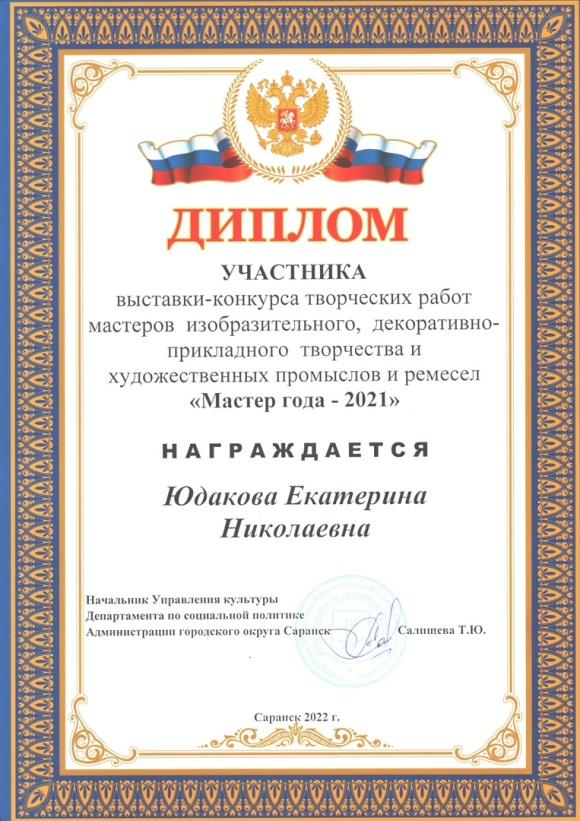 ДИПЛОМ
УЧАСТНИКА
выставки-конкурса творческих работ
мастеров изобразительного, декоративно-
прикладного творчества и
художественных промыслов и ремесел
«Мастер года - 2021»
НАГРАЖДАЕТСЯ
Юдакова Екатерина
Николаевна
Начальник Управления культуры
Департамента по социальной политике
Администрации городского округа Саранск Салищева Т.Ю.
Саранск 2022 г.